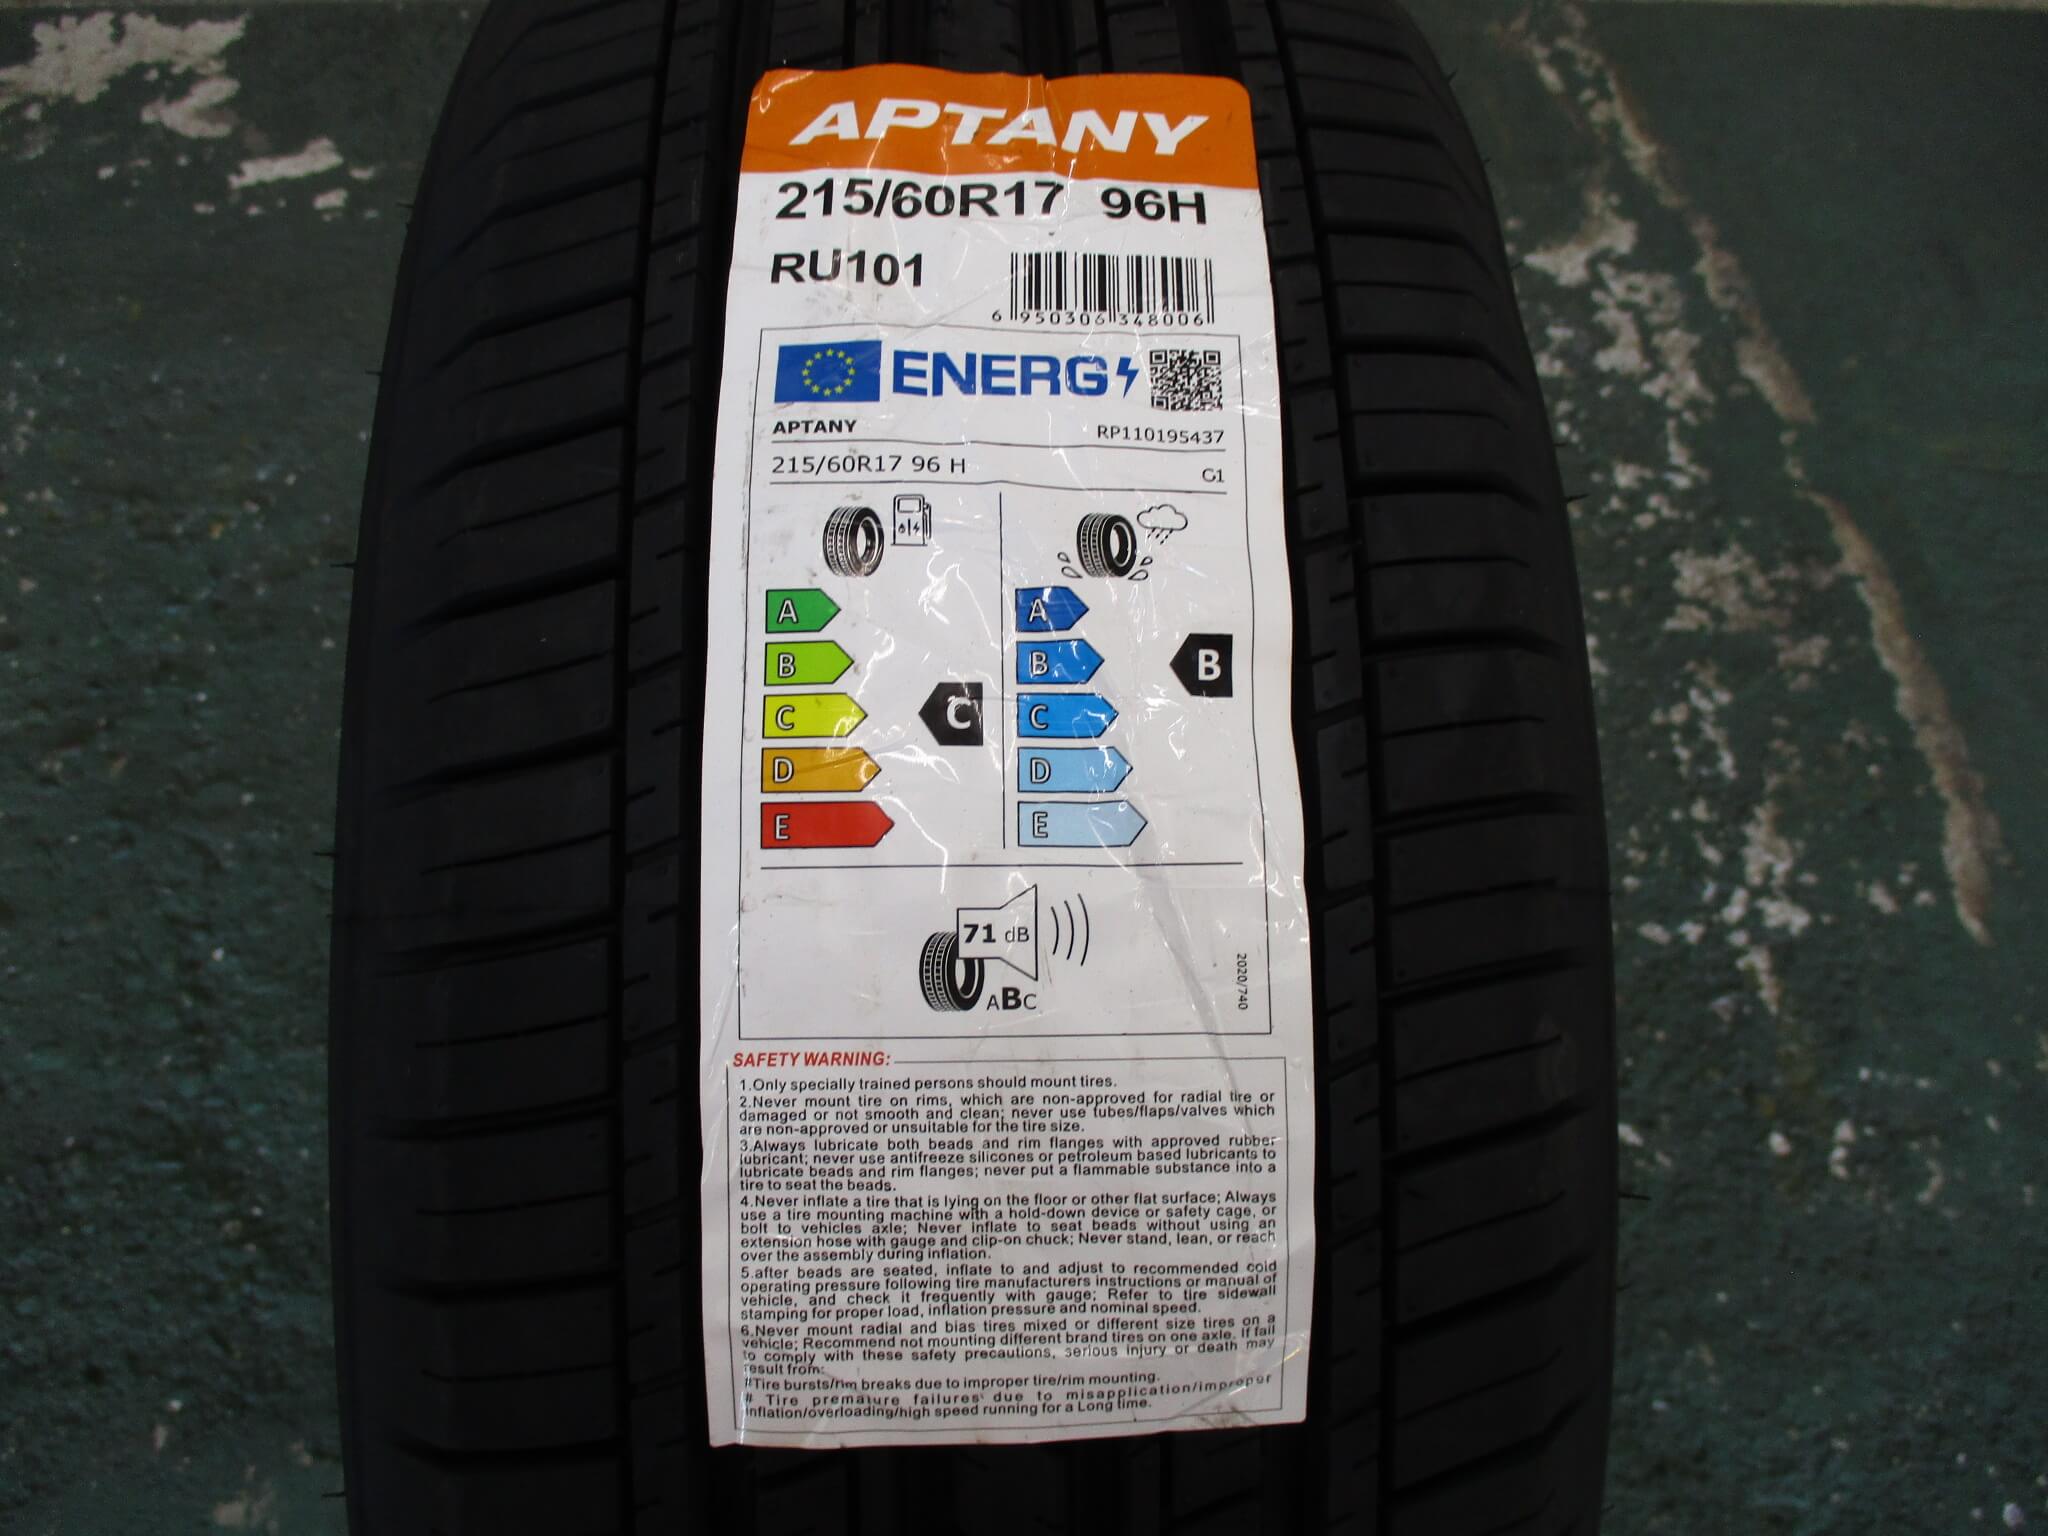 APTANY
215/60R17 96H
RU101
6 950306 348006
ENERG
APTANY RP110195437
215/60R17 96 H C1
A A
B B B
C C C
D D
E E
71 dB
ABC
2020/740
SAFETY WARNING:
1.Only specially trained persons should mount tires.
2.Never mount tire on rims, which are non-approved for radial tire or
damaged or not smooth and clean; never use tubes/flaps/valves which
are non-approved or unsuitable for the tire size.
3.Always lubricate both beads and rim flanges with approved rubber
lubricant; never use antifreeze silicones or petroleum based lubricants to
lubricate beads and rim flanges; never put a flammable substance into a
tire to seat the beads.
4.Never inflate a tire that is lying on the floor or other flat surface; Always
use a tire mounting machine with a hold-down device or safety cage, or
bolt to vehicles axle; Never inflate to seat beads without using an
extension hose with gauge and clip-on chuck; Never stand, lean, or reach
over the assembly during inflation.
5.after beads are seated, inflate to and adjust to recommended cold
operating pressure following tire manufacturers instructions or manual of
vehicle, and check it frequently with gauge; Refer to tire sidewall
stamping for proper load, inflation pressure and nominal speed.
6.Never mount radial and bias tires mixed or different size tires on a
vehicle; Recommend not mounting different brand tires on one axle. If fail
to comply with these safety precautions, serious injury or death may
result from:
#Tire bursts/rim breaks due to improper tire/rim mounting.
# Tire premature failures due to misapplication/improper
inflation/overloading/high speed running for a Long time.